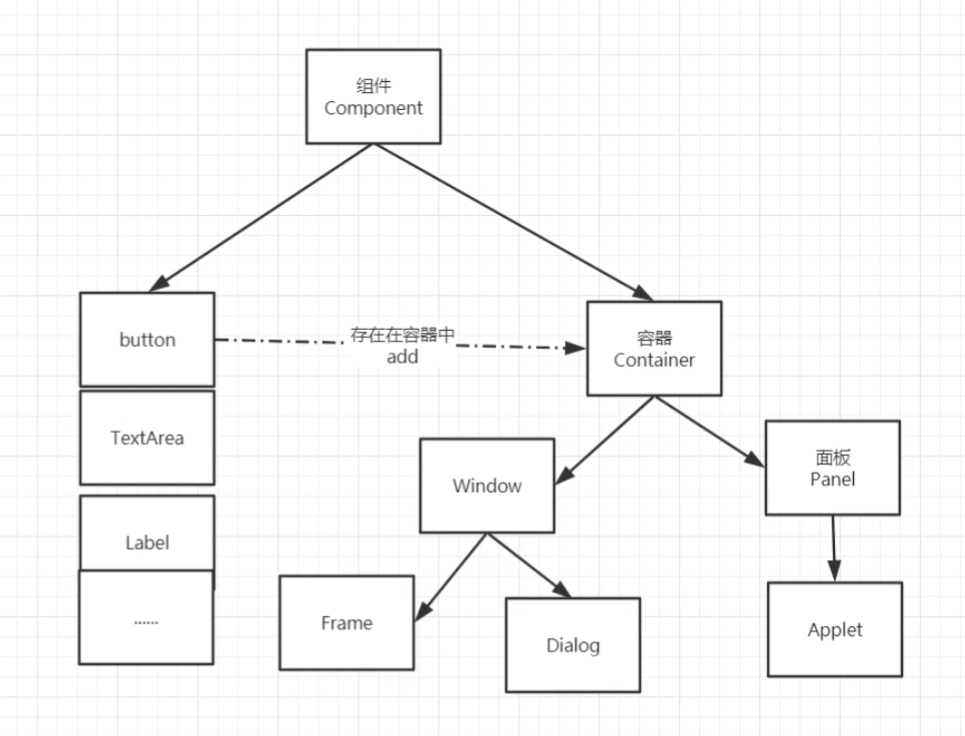 组件
Component
button
存在在容器中
add
容器
Container
TextArea
Window
面板
Panel
Label
......
Frame
Dialog
Applet